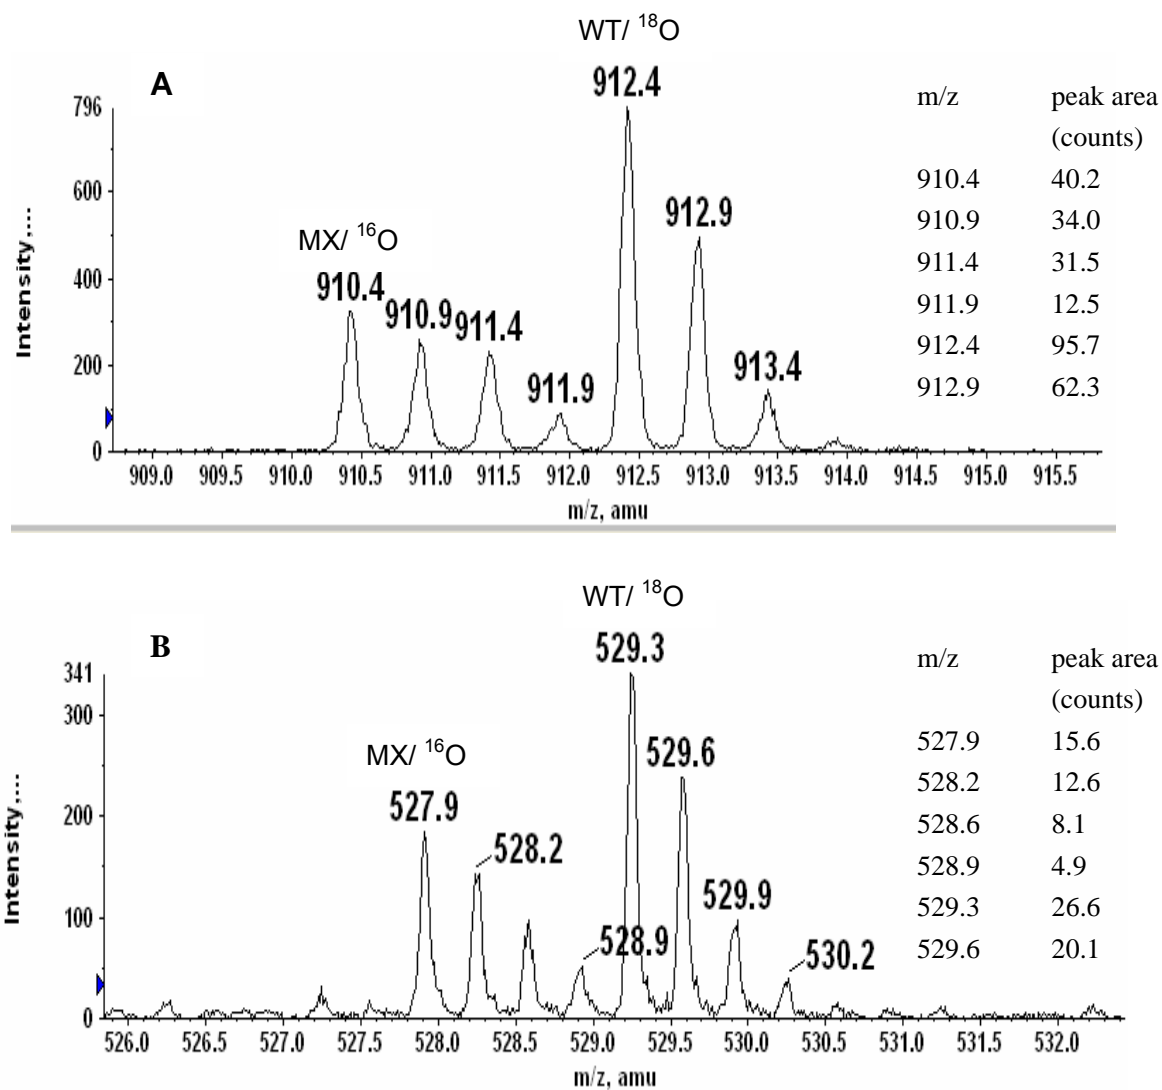 WT/ 18O
A
912.4
796
600
400
200
0
Intensity,...
MX/ 16O
910.4
910.9
911.4
911.9
912.9
913.4
909.0 909.5 910.0 910.5 911.0 911.5 912.0 912.5 913.0 913.5 914.0 914.5 915.0 915.5
m/z, amu
m/z peak area
(counts)
910.4 40.2
910.9 34.0
911.4 31.5
911.9 12.5
912.4 95.7
912.9 62.3
WT/ 18O
B
529.3
341
300
200
100
0
Intensity,...
MX/ 16O
527.9
528.2
528.9
529.6
529.9
530.2
526.0 526.5 527.0 527.5 528.0 528.5 529.0 529.5 530.0 530.5 531.0 531.5 532.0
m/z, amu
m/z peak area
(counts)
527.9 15.6
528.2 12.6
528.6 8.1
528.9 4.9
529.3 26.6
529.6 20.1